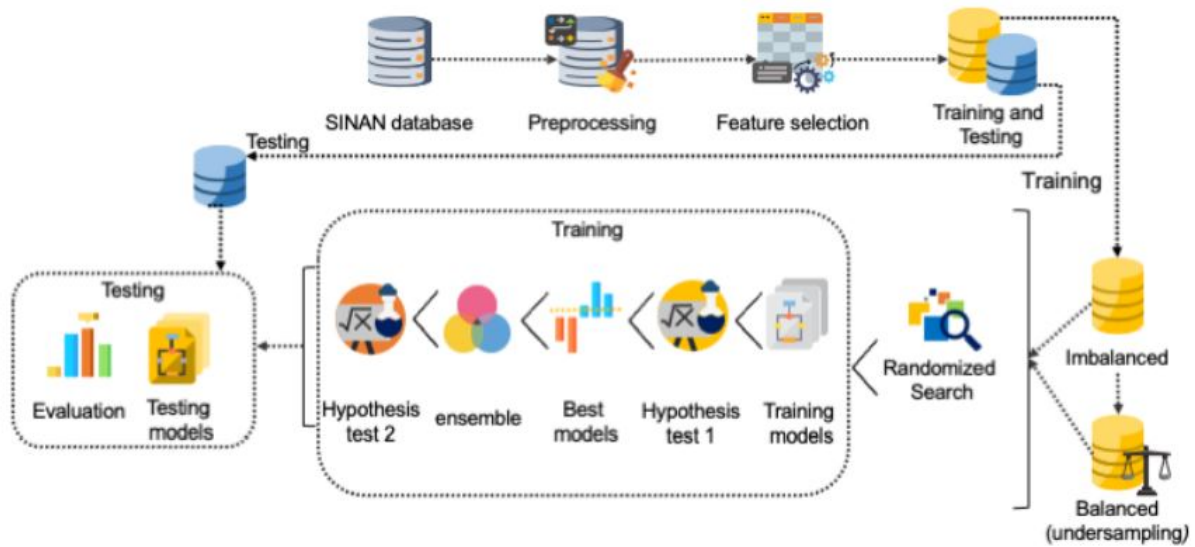 SINAN database
Preprocessing
Feature selection
Training and
Testing
Testing
Training
Training
Testing
Evaluation
Testing
models
Hypothesis
test 2
ensemble
Best
models
Hypothesis
test 1
Training
models
Randomized
Search
Imbalanced
Balanced
(undersampling)